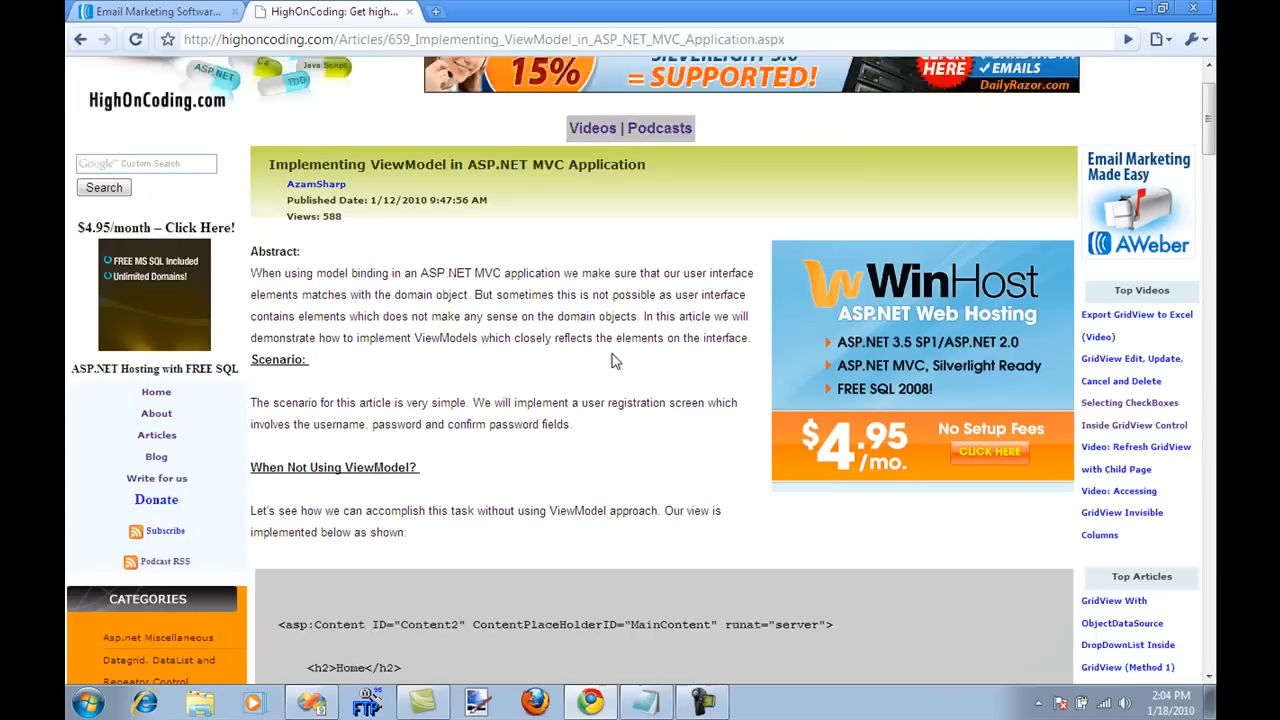 Email Marketing Softwar...
HighOnCoding: Get high...
http://highoncoding.com/Articles/659_Implementing_ViewModel_in_ASP_NET_MVC_Application.aspx
ASP.NET
C#
TDD
Java Script
HighOnCoding.com
15%
= SUPPORTED!
CLICK HERE
✓ EMAILS
DailyRazor.com
Videos | Podcasts
Google™ Custom Search
Search
$4.95/month – Click Here!
FREE MS SQL Included
Unlimited Domains!
ASP.NET Hosting with FREE SQL
Home
About
Articles
Blog
Write for us
Donate
Subscribe
Podcast RSS
CATEGORIES
Asp.net Miscellaneous
Datagrid, DataList and
Repeater Control
Implementing ViewModel in ASP.NET MVC Application
AzamSharp
Published Date: 1/12/2010 9:47:56 AM
Views: 588
Abstract:
When using model binding in an ASP.NET MVC application we make sure that our user interface
elements matches with the domain object. But sometimes this is not possible as user interface
contains elements which does not make any sense on the domain objects. In this article we will
demonstrate how to implement ViewModels which closely reflects the elements on the interface.
Scenario:
The scenario for this article is very simple. We will implement a user registration screen which
involves the username, password and confirm password fields.
When Not Using ViewModel?
Let's see how we can accomplish this task without using ViewModel approach. Our view is
implemented below as shown:
<asp:Content ID="Content2" ContentPlaceHolderID="MainContent" runat="server">
<h2>Home</h2>
WinHost
ASP.NET Web Hosting
ASP.NET 3.5 SP1/ASP.NET 2.0
ASP.NET MVC, Silverlight Ready
FREE SQL 2008!
$4.95 /mo.
No Setup Fees
CLICK HERE
Email Marketing
Made Easy
AWeber
Top Videos
Export GridView to Excel
(Video)
GridView Edit, Update,
Cancel and Delete
Selecting CheckBoxes
Inside GridView Control
Video: Refresh GridView
with Child Page
Video: Accessing
GridView Invisible
Columns
Top Articles
GridView With
ObjectDataSource
DropDownList Inside
GridView (Method 1)
FTP
2:04 PM
1/18/2010